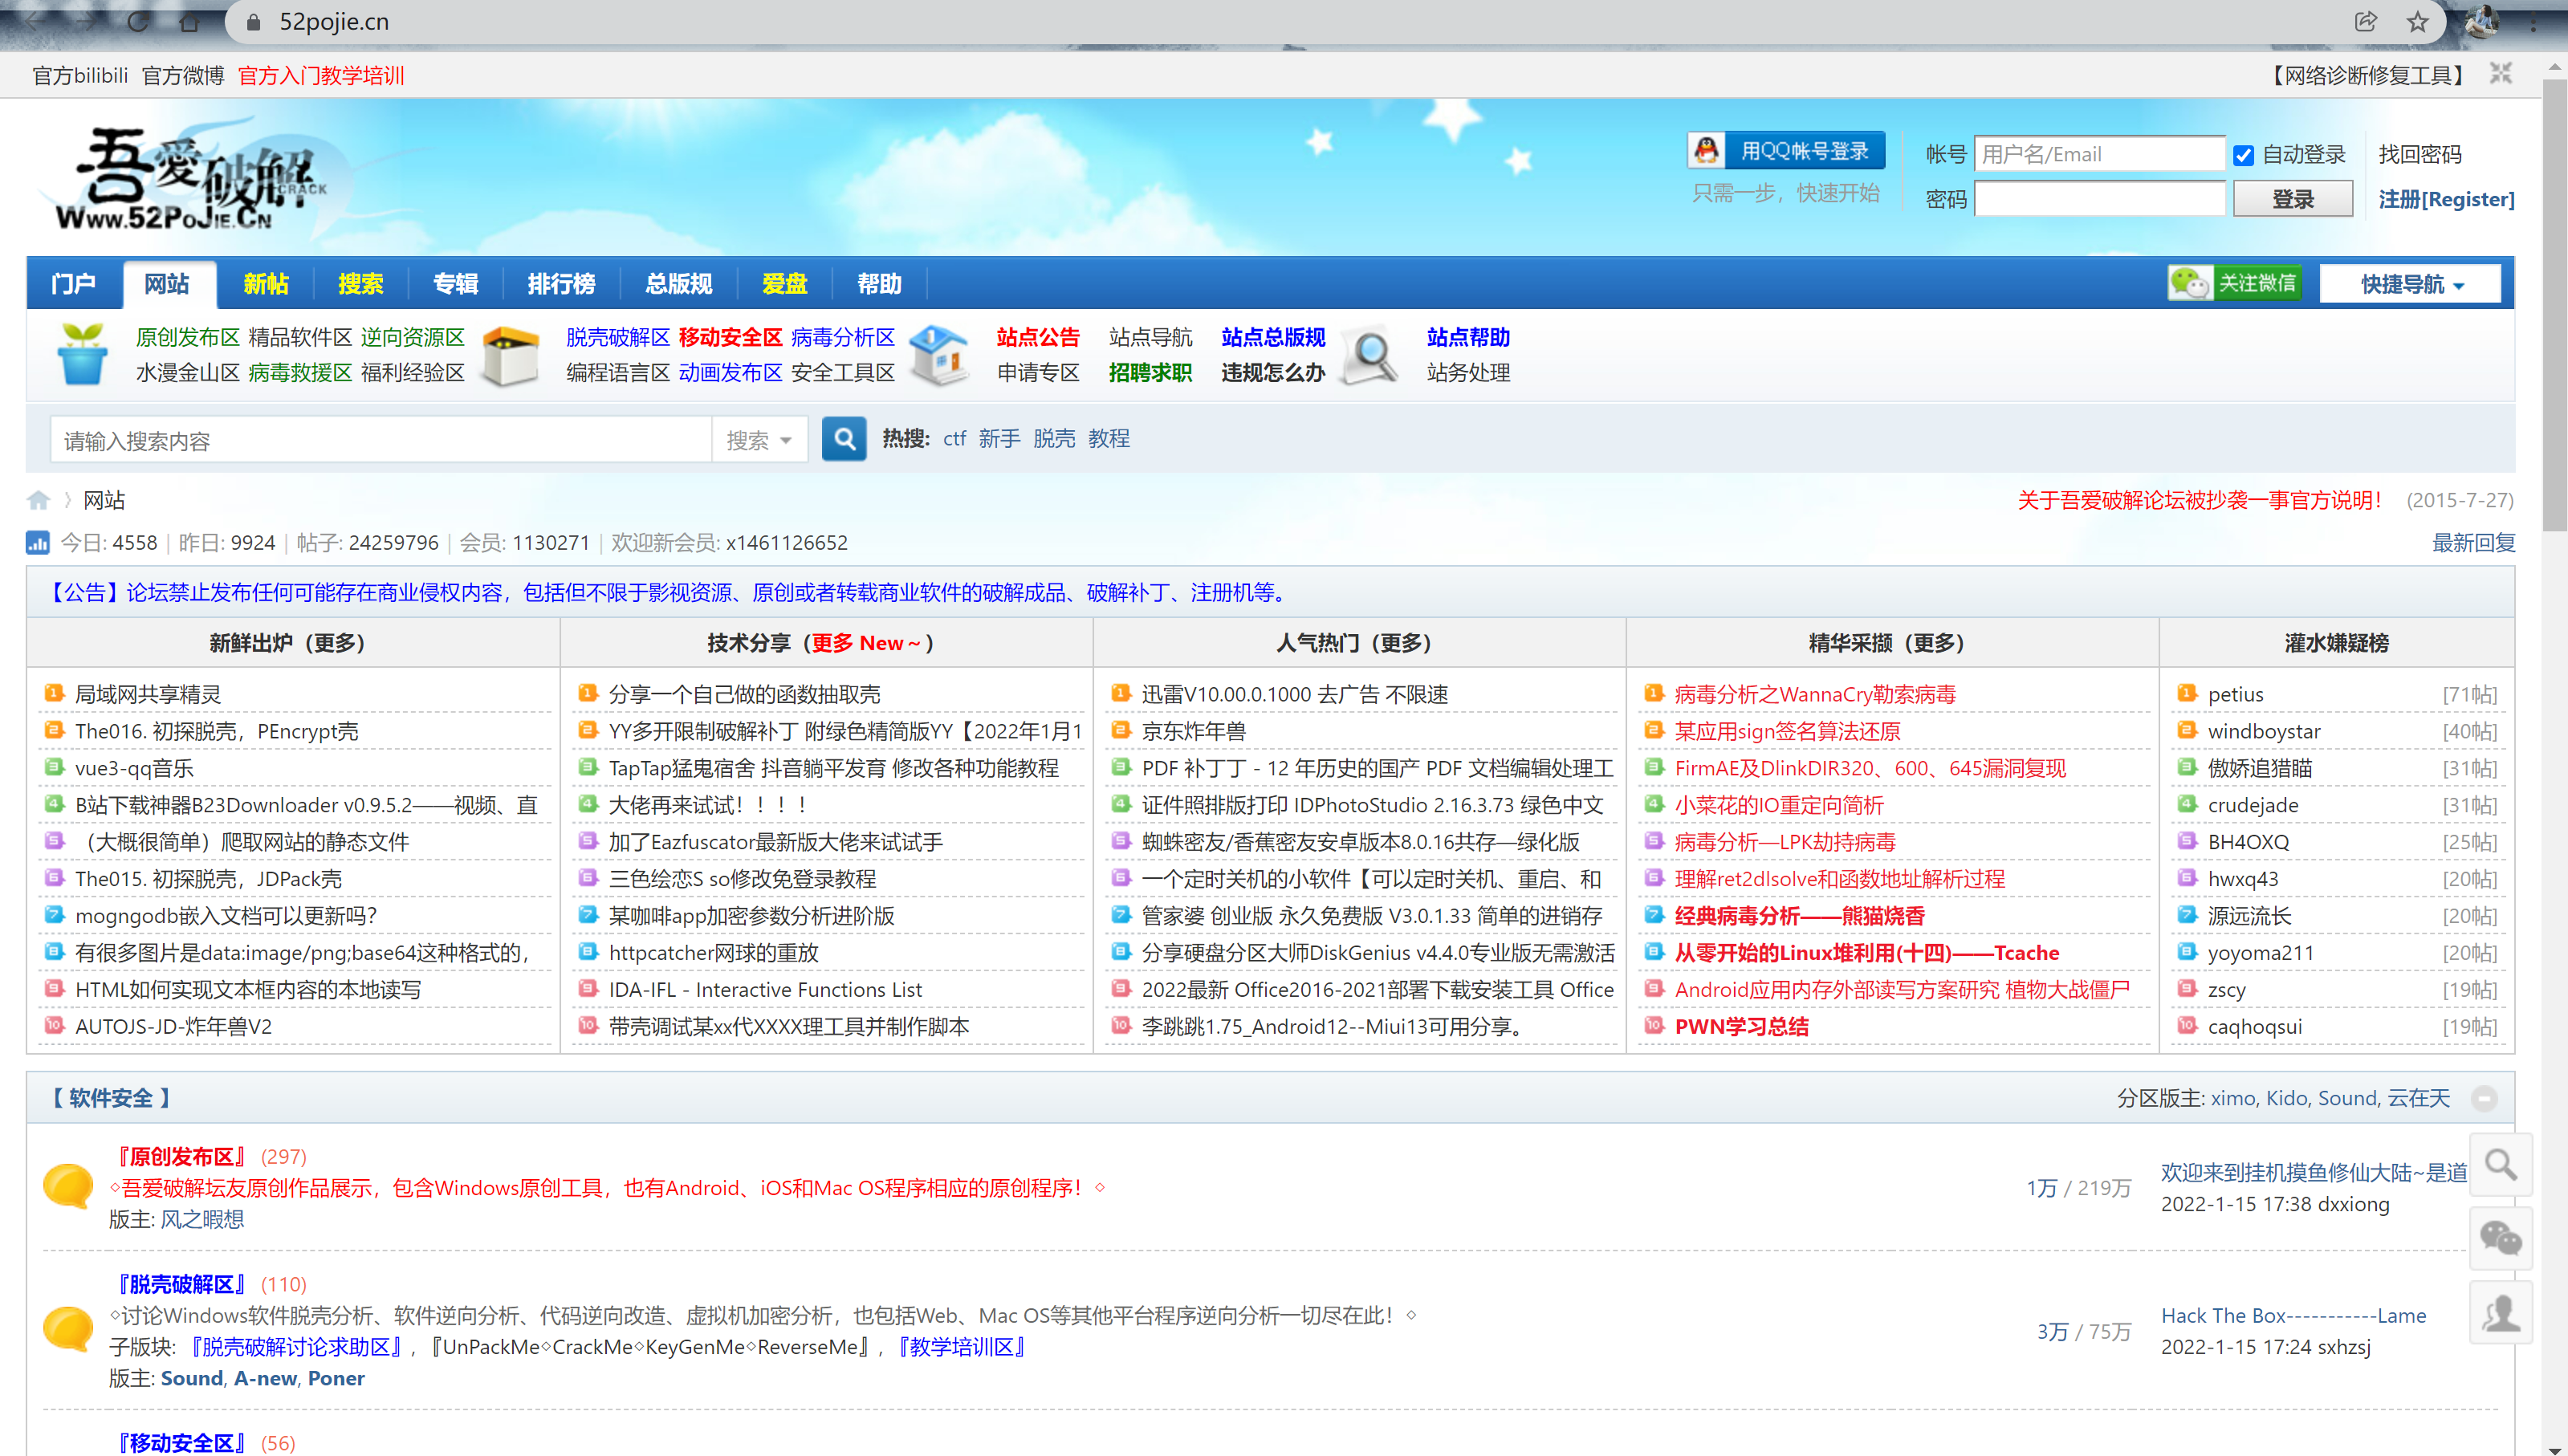 52pojie.cn
官方bilibili 官方微博 官方入门教学培训 【网络诊断修复工具】
吾愛破解
CRACK
Www.52PoJie.Cn
用QQ帐号登录
只需一步，快速开始
帐号 用户名/Email 自动登录 找回密码
密码 登录 注册[Register]
门户 网站 新帖 搜索 专辑 排行榜 总版规 爱盘 帮助 关注微信 快捷导航
原创发布区 精品软件区 逆向资源区 脱壳破解区 移动安全区 病毒分析区 站点公告 站点导航 站点总版规 站点帮助
水漫金山区 病毒救援区 福利经验区 编程语言区 动画发布区 安全工具区 申请专区 招聘求职 违规怎么办 站务处理
请输入搜索内容 搜索 热搜: ctf 新手 脱壳 教程
网站 关于吾爱破解论坛被抄袭一事官方说明！ (2015-7-27)
今日: 4558 | 昨日: 9924 | 帖子: 24259796 | 会员: 1130271 | 欢迎新会员: x1461126652 最新回复
【公告】论坛禁止发布任何可能存在商业侵权内容，包括但不限于影视资源、原创或者转载商业软件的破解成品、破解补丁、注册机等。
新鲜出炉（更多）
1 局域网共享精灵
2 The016. 初探脱壳，PEncrypt壳
3 vue3-qq音乐
4 B站下载神器B23Downloader v0.9.5.2——视频、直
5 （大概很简单）爬取网站的静态文件
6 The015. 初探脱壳，JDPack壳
7 mogngodb嵌入文档可以更新吗?
8 有很多图片是data:image/png;base64这种格式的，
9 HTML如何实现文本框内容的本地读写
10 AUTOJS-JD-炸年兽V2
技术分享（更多 New～）
1 分享一个自己做的函数抽取壳
2 YY多开限制破解补丁 附绿色精简版YY【2022年1月1
3 TapTap猛鬼宿舍 抖音躺平发育 修改各种功能教程
4 大佬再来试试！！！！
5 加了Eazfuscator最新版大佬来试试手
6 三色绘恋S so修改免登录教程
7 某咖啡app加密参数分析进阶版
8 httpcatcher网球的重放
9 IDA-IFL - Interactive Functions List
10 带壳调试某xx代XXXX理工具并制作脚本
人气热门（更多）
1 迅雷V10.00.0.1000 去广告 不限速
2 京东炸年兽
3 PDF 补丁丁 - 12 年历史的国产 PDF 文档编辑处理工
4 证件照排版打印 IDPhotoStudio 2.16.3.73 绿色中文
5 蜘蛛密友/香蕉密友安卓版本8.0.16共存—绿化版
6 一个定时关机的小软件【可以定时关机、重启、和
7 管家婆 创业版 永久免费版 V3.0.1.33 简单的进销存
8 分享硬盘分区大师DiskGenius v4.4.0专业版无需激活
9 2022最新 Office2016-2021部署下载安装工具 Office
10 李跳跳1.75_Android12--Miui13可用分享。
精华采撷（更多）
1 病毒分析之WannaCry勒索病毒
2 某应用sign签名算法还原
3 FirmAE及DlinkDIR320、600、645漏洞复现
4 小菜花的IO重定向简析
5 病毒分析—LPK劫持病毒
6 理解ret2dlsolve和函数地址解析过程
7 经典病毒分析——熊猫烧香
8 从零开始的Linux堆利用(十四)——Tcache
9 Android应用内存外部读写方案研究 植物大战僵尸
10 PWN学习总结
灌水嫌疑榜
1 petius [71帖]
2 windboystar [40帖]
3 傲娇追猎瞄 [31帖]
4 crudejade [31帖]
5 BH4OXQ [25帖]
6 hwxq43 [20帖]
7 源远流长 [20帖]
8 yoyoma211 [20帖]
9 zscy [19帖]
10 caqhoqsui [19帖]
【 软件安全 】 分区版主: ximo, Kido, Sound, 云在天
『原创发布区』 (297)
◇吾爱破解坛友原创作品展示，包含Windows原创工具，也有Android、iOS和Mac OS程序相应的原创程序！◇
版主: 风之暇想
1万 / 219万
欢迎来到挂机摸鱼修仙大陆~是道
2022-1-15 17:38 dxxiong
『脱壳破解区』 (110)
◇讨论Windows软件脱壳分析、软件逆向分析、代码逆向改造、虚拟机加密分析，也包括Web、Mac OS等其他平台程序逆向分析一切尽在此！◇
子版块: 『脱壳破解讨论求助区』, 『UnPackMe◇CrackMe◇KeyGenMe◇ReverseMe』, 『教学培训区』
版主: Sound, A-new, Poner
3万 / 75万
Hack The Box-----------Lame
2022-1-15 17:24 sxhzsj
『移动安全区』 (56)